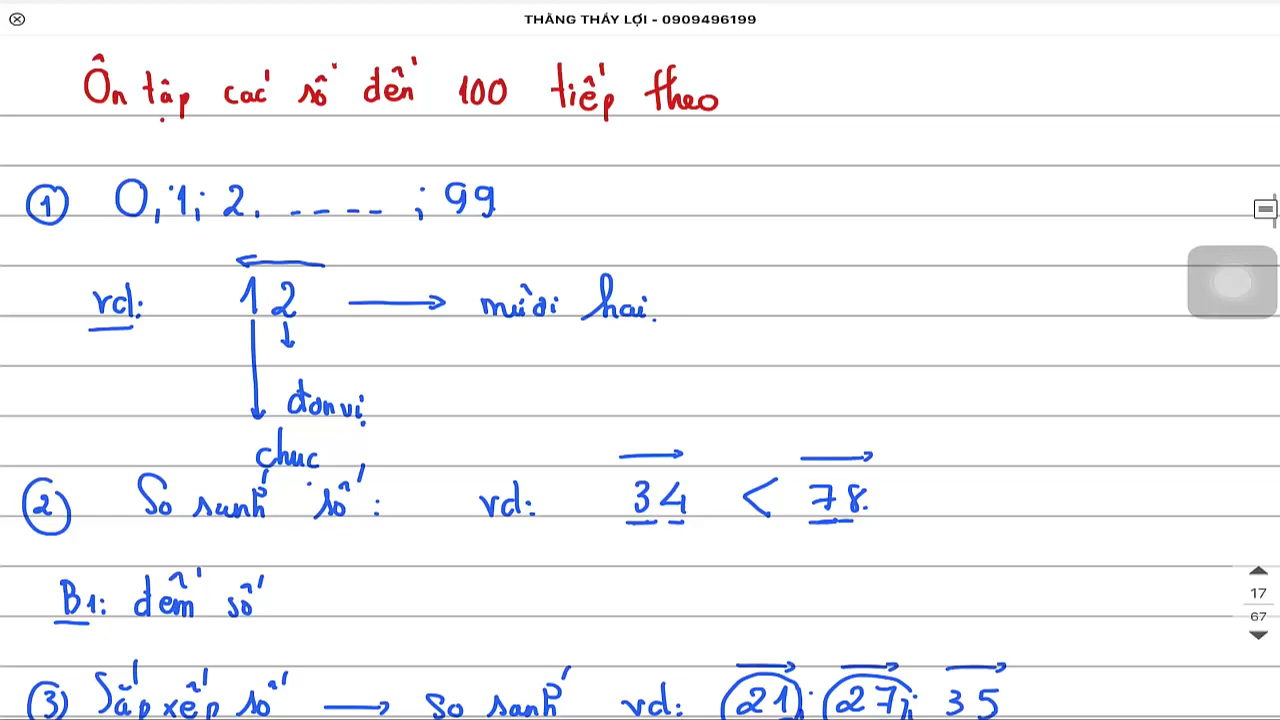 THẦNG THẦY LỢI - 0909496199
Ôn tập các số đến 100 tiếp theo
① 0, 1; 2. ---- ; 99
vd: 12 → mười hai.
đơn vị
chục
② So sánh số: vd: 34 < 78.
B1: đếm số
17
67
③ Sắp xếp số → so sánh vd: 21; 27; 35